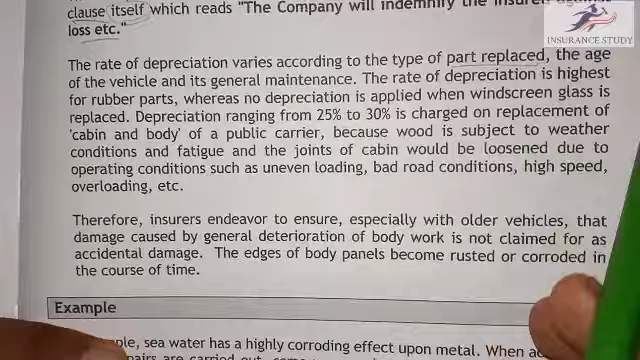 clause itself which reads "The Company will indemnify the insured against
loss etc."
INSURANCE STUDY
The rate of depreciation varies according to the type of part replaced, the age
of the vehicle and its general maintenance. The rate of depreciation is highest
for rubber parts, whereas no depreciation is applied when windscreen glass is
replaced. Depreciation ranging from 25% to 30% is charged on replacement of
'cabin and body' of a public carrier, because wood is subject to weather
conditions and fatigue and the joints of cabin would be loosened due to
operating conditions such as uneven loading, bad road conditions, high speed,
overloading, etc.
Therefore, insurers endeavor to ensure, especially with older vehicles, that
damage caused by general deterioration of body work is not claimed for as
accidental damage. The edges of body panels become rusted or corroded in
the course of time.
Example
sea water has a highly corroding effect upon metal. When
are carried out,